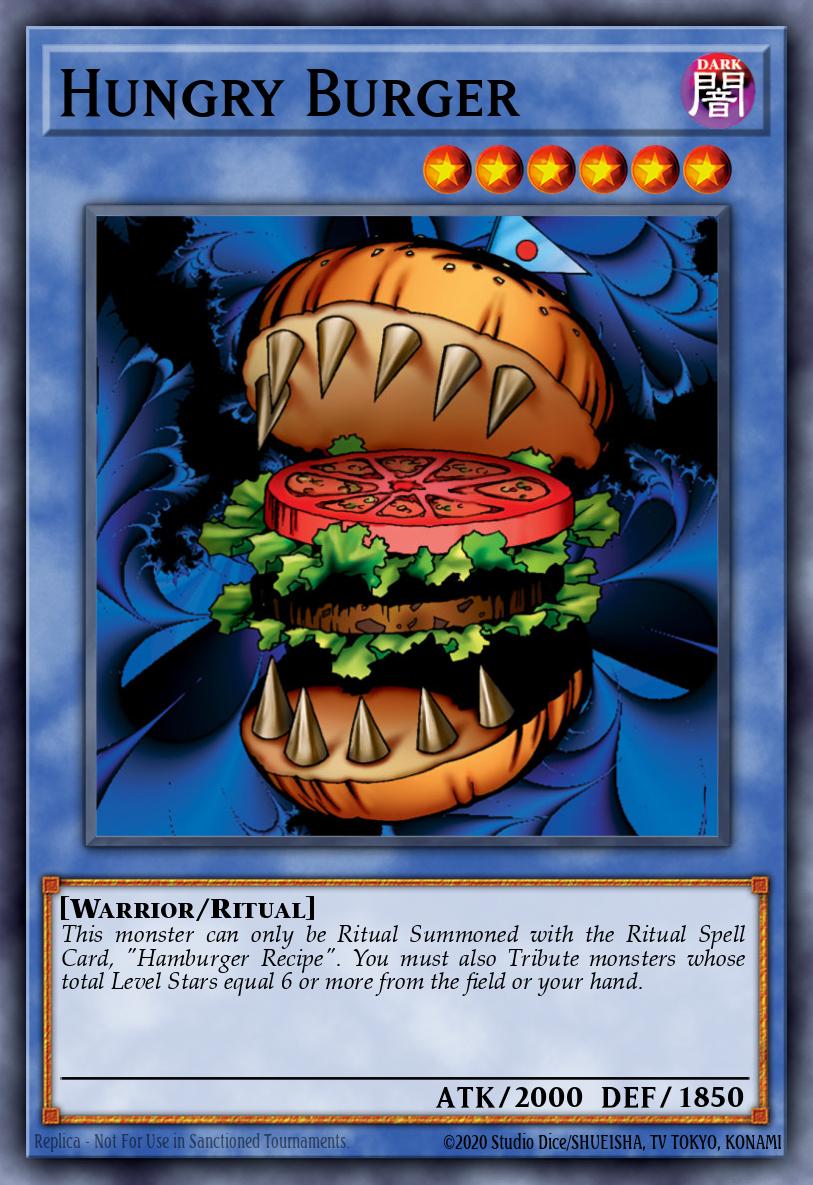 Hungry Burger
DARK
闇
[Warrior/Ritual]
This monster can only be Ritual Summoned with the Ritual Spell
Card, "Hamburger Recipe". You must also Tribute monsters whose
total Level Stars equal 6 or more from the field or your hand.
ATK/2000 DEF/1850
Replica - Not For Use in Sanctioned Tournaments.
©2020 Studio Dice/SHUEISHA, TV TOKYO, KONAMI